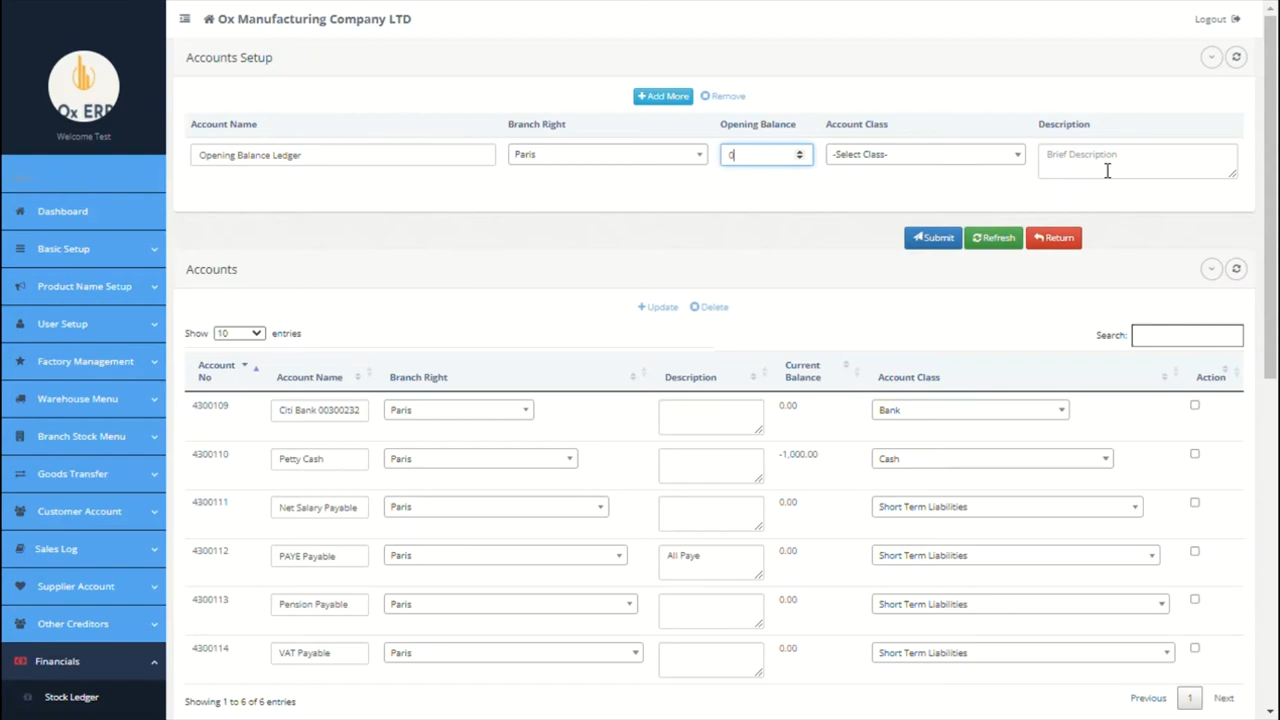 Ox Manufacturing Company LTD
Logout
Ox ERP
Welcome Test
Dashboard
Basic Setup
Product Name Setup
User Setup
Factory Management
Warehouse Menu
Branch Stock Menu
Goods Transfer
Customer Account
Sales Log
Supplier Account
Other Creditors
Financials
Stock Ledger
Accounts Setup
Add More Remove
Account Name Branch Right Opening Balance Account Class Description
Opening Balance Ledger Paris 0 -Select Class- Brief Description
Submit Refresh Return
Accounts
Update Delete
Show 10 entries Search:
Account No Account Name Branch Right Description Current Balance Account Class Action
4300109 Citi Bank 00300232 Paris 0.00 Bank
4300110 Petty Cash Paris -1,000.00 Cash
4300111 Net Salary Payable Paris 0.00 Short Term Liabilities
4300112 PAYE Payable Paris All Paye 0.00 Short Term Liabilities
4300113 Pension Payable Paris 0.00 Short Term Liabilities
4300114 VAT Payable Paris 0.00 Short Term Liabilities
Showing 1 to 6 of 6 entries Previous 1 Next